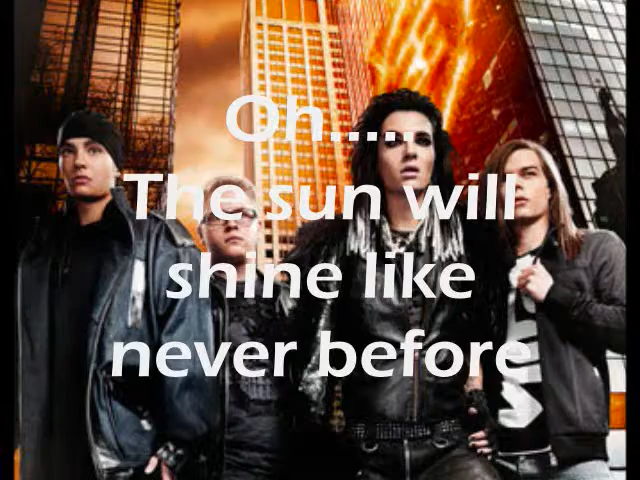 Oh.....
The sun will
shine like
never before